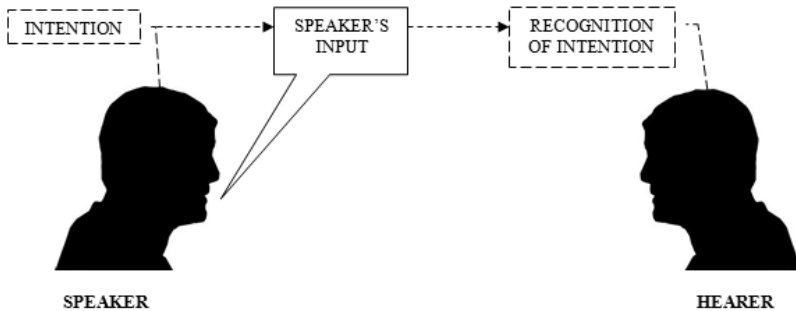 INTENTION
SPEAKER'S
INPUT
RECOGNITION
OF INTENTION
SPEAKER
HEARER